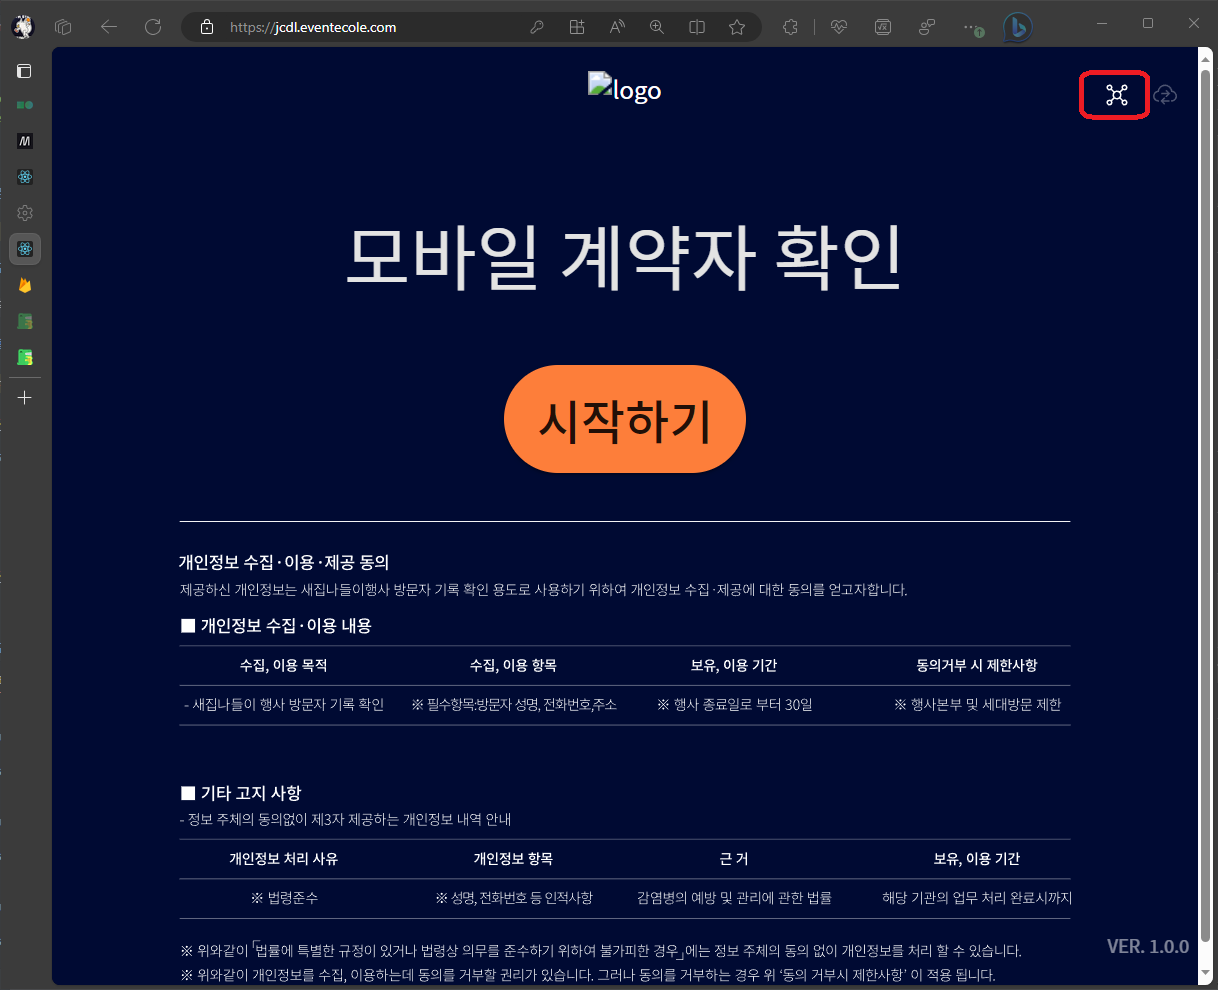 https://jcdl.eventecole.com
logo
모바일 계약자 확인
시작하기
개인정보 수집·이용·제공 동의
제공하신 개인정보는 새집나들이행사 방문자 기록 확인 용도로 사용하기 위하여 개인정보 수집·제공에 대한 동의를 얻고자합니다.
■ 개인정보 수집·이용 내용
수집, 이용 목적 수집, 이용 항목 보유, 이용 기간 동의거부 시 제한사항
- 새집나들이 행사 방문자 기록 확인 ※ 필수항목:방문자 성명, 전화번호,주소 ※ 행사 종료일로 부터 30일 ※ 행사본부 및 세대방문 제한
■ 기타 고지 사항
- 정보 주체의 동의없이 제3자 제공하는 개인정보 내역 안내
개인정보 처리 사유 개인정보 항목 근 거 보유, 이용 기간
※ 법령준수 ※ 성명, 전화번호 등 인적사항 감염병의 예방 및 관리에 관한 법률 해당 기관의 업무 처리 완료시까지
※ 위와같이 「법률에 특별한 규정이 있거나 법령상 의무를 준수하기 위하여 불가피한 경우」에는 정보 주체의 동의 없이 개인정보를 처리 할 수 있습니다.
※ 위와같이 개인정보를 수집, 이용하는데 동의를 거부할 권리가 있습니다. 그러나 동의를 거부하는 경우 위 ‘동의 거부시 제한사항’ 이 적용 됩니다.
VER. 1.0.0